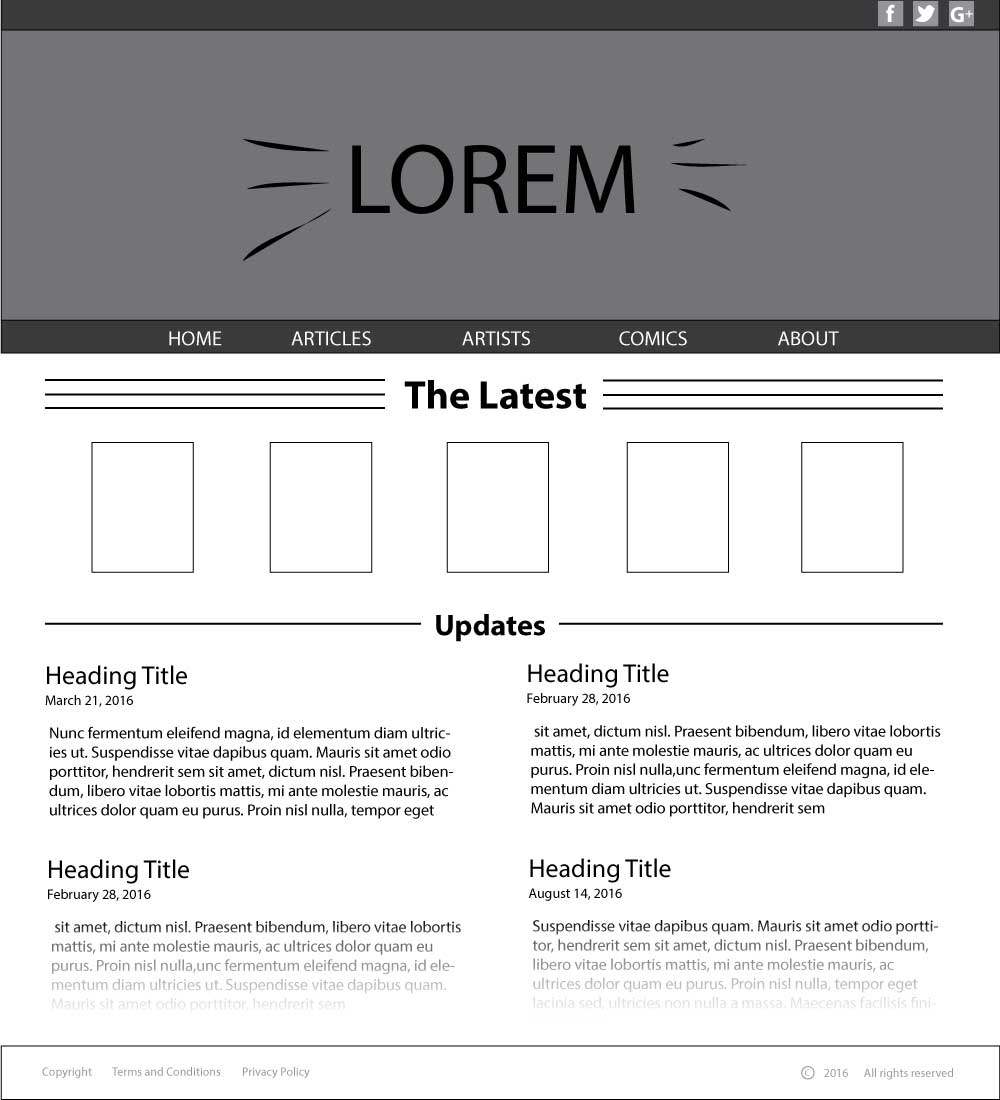 f G+
LOREM
HOME ARTICLES ARTISTS COMICS ABOUT
The Latest
Updates
Heading Title
March 21, 2016
Nunc fermentum eleifend magna, id elementum diam ultric-
ies ut. Suspendisse vitae dapibus quam. Mauris sit amet odio
porttitor, hendrerit sem sit amet, dictum nisl. Praesent biben-
dum, libero vitae lobortis mattis, mi ante molestie mauris, ac
ultrices dolor quam eu purus. Proin nisl nulla, tempor eget
Heading Title
February 28, 2016
sit amet, dictum nisl. Praesent bibendum, libero vitae lobortis
mattis, mi ante molestie mauris, ac ultrices dolor quam eu
purus. Proin nisl nulla,unc fermentum eleifend magna, id ele-
mentum diam ultricies ut. Suspendisse vitae dapibus quam.
Mauris sit amet odio porttitor, hendrerit sem
Heading Title
February 28, 2016
sit amet, dictum nisl. Praesent bibendum, libero vitae lobortis
mattis, mi ante molestie mauris, ac ultrices dolor quam eu
purus. Proin nisl nulla,unc fermentum eleifend magna, id ele-
mentum diam ultricies ut. Suspendisse vitae dapibus quam.
Mauris sit amet odio porttitor, hendrerit sem
Heading Title
August 14, 2016
Suspendisse vitae dapibus quam. Mauris sit amet odio portti-
tor, hendrerit sem sit amet, dictum nisl. Praesent bibendum,
libero vitae lobortis mattis, mi ante molestie mauris, ac
ultrices dolor quam eu purus. Proin nisl nulla, tempor eget
lacinia sed, ultricies non nulla a massa. Maecenas facilisis fini-
Copyright Terms and Conditions Privacy Policy © 2016 All rights reserved